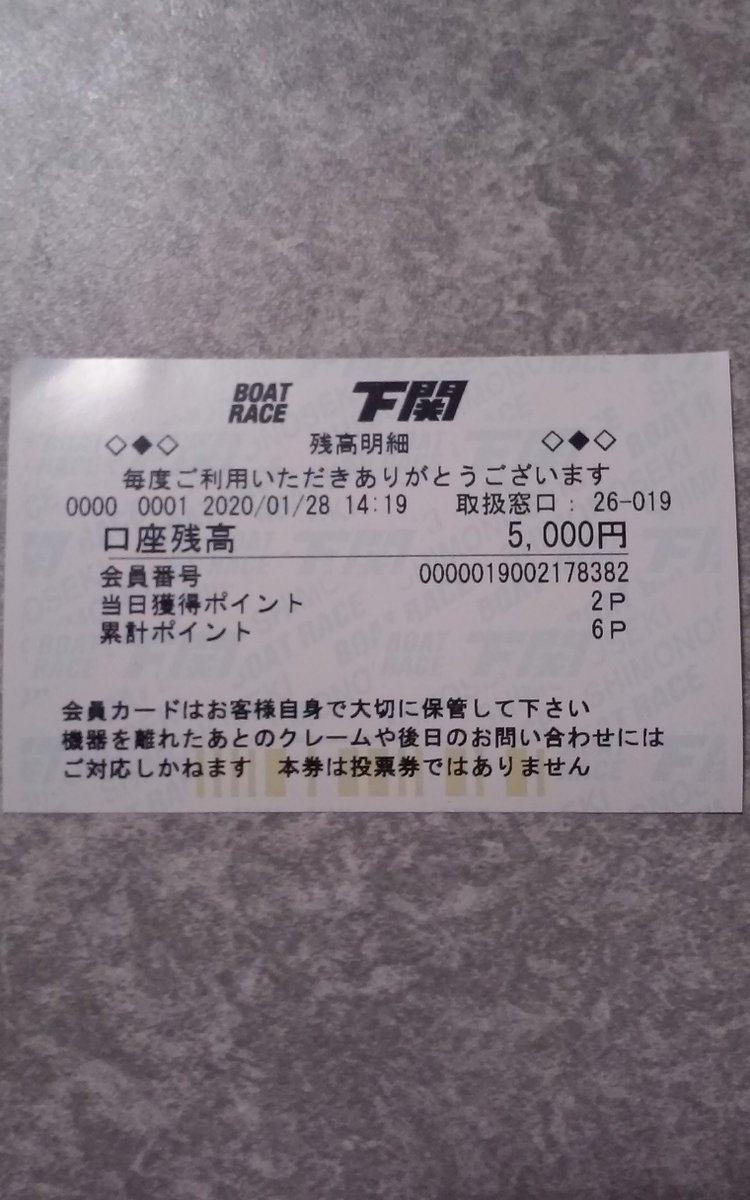 BOAT RACE 下関
◇◆◇ 残高明細 ◇◆◇
毎度ご利用いただきありがとうございます
0000 0001 2020/01/28 14:19 取扱窓口: 26-019
口座残高 5,000円
会員番号 0000019002178382
当日獲得ポイント 2P
累計ポイント 6P
会員カードはお客様自身で大切に保管して下さい
機器を離れたあとのクレームや後日のお問い合わせには
ご対応しかねます 本券は投票券ではありません